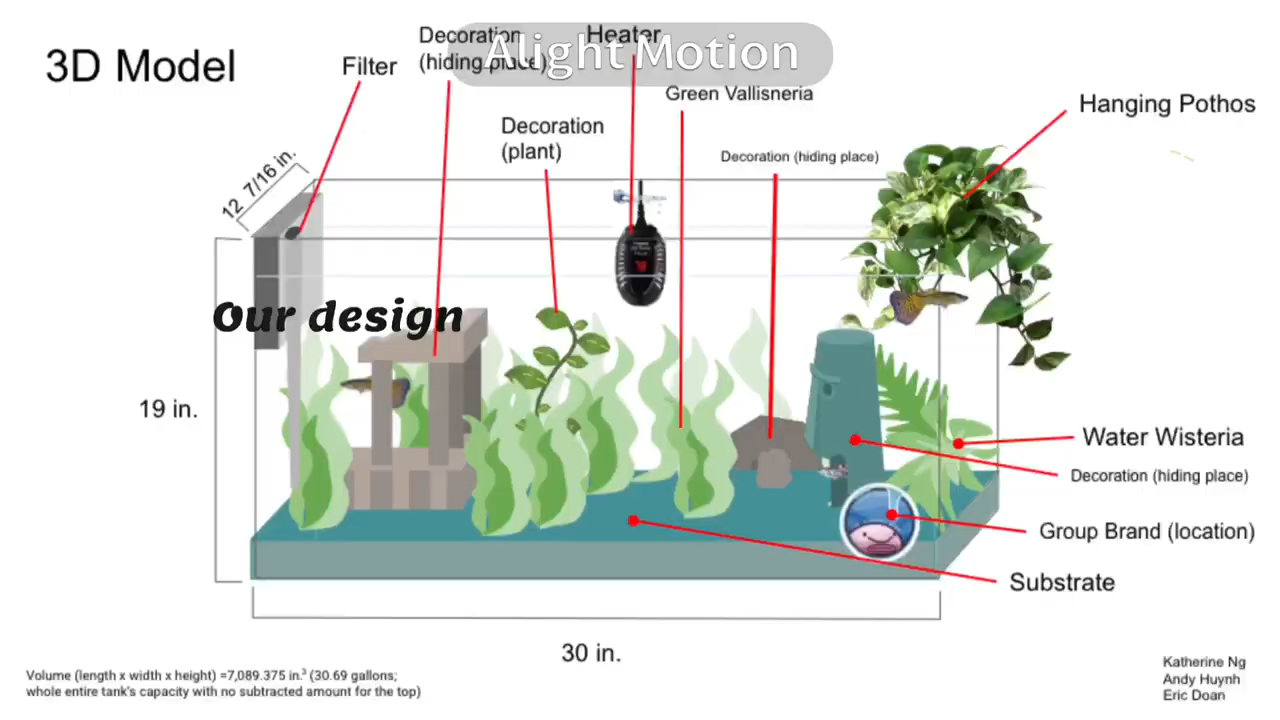 3D Model
Filter
Decoration
(hiding place)
Heater
Alight Motion
Green Vallisneria
Hanging Pothos
Decoration
(plant)
Decoration (hiding place)
12 7/16 in.
Our design
19 in.
Water Wisteria
Decoration (hiding place)
Group Brand (location)
Substrate
30 in.
Volume (length x width x height) =7,089.375 in.³ (30.69 gallons;
whole entire tank's capacity with no subtracted amount for the top)
Katherine Ng
Andy Huynh
Eric Doan